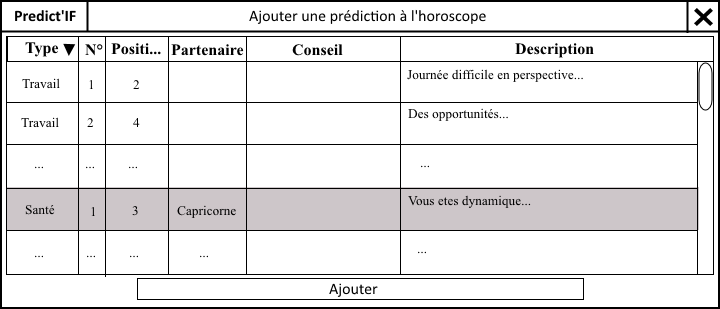 Predict'IF Ajouter une prédiction à l'horoscope
Type N° Positi... Partenaire Conseil Description
Travail 1 2 Journée difficile en perspective...
Travail 2 4 Des opportunités...
... ... ... ...
Santé 1 3 Capricorne Vous etes dynamique...
... ... ... ... ...
Ajouter